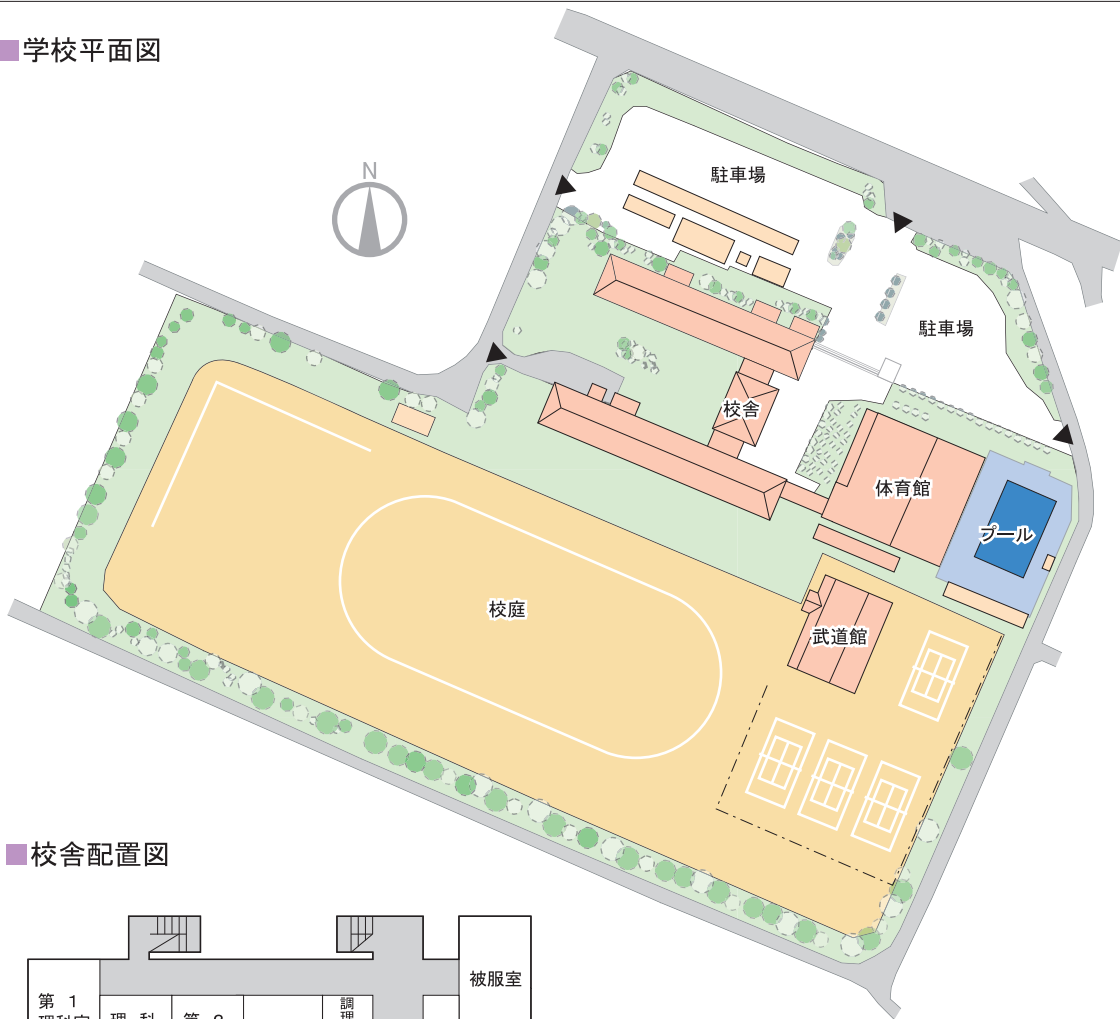 学校平面図
N
駐車場
駐車場
校舎
体育館
プール
校庭
武道館
校舎配置図
被服室
第 1
理科室
理 科
第 2
調
理